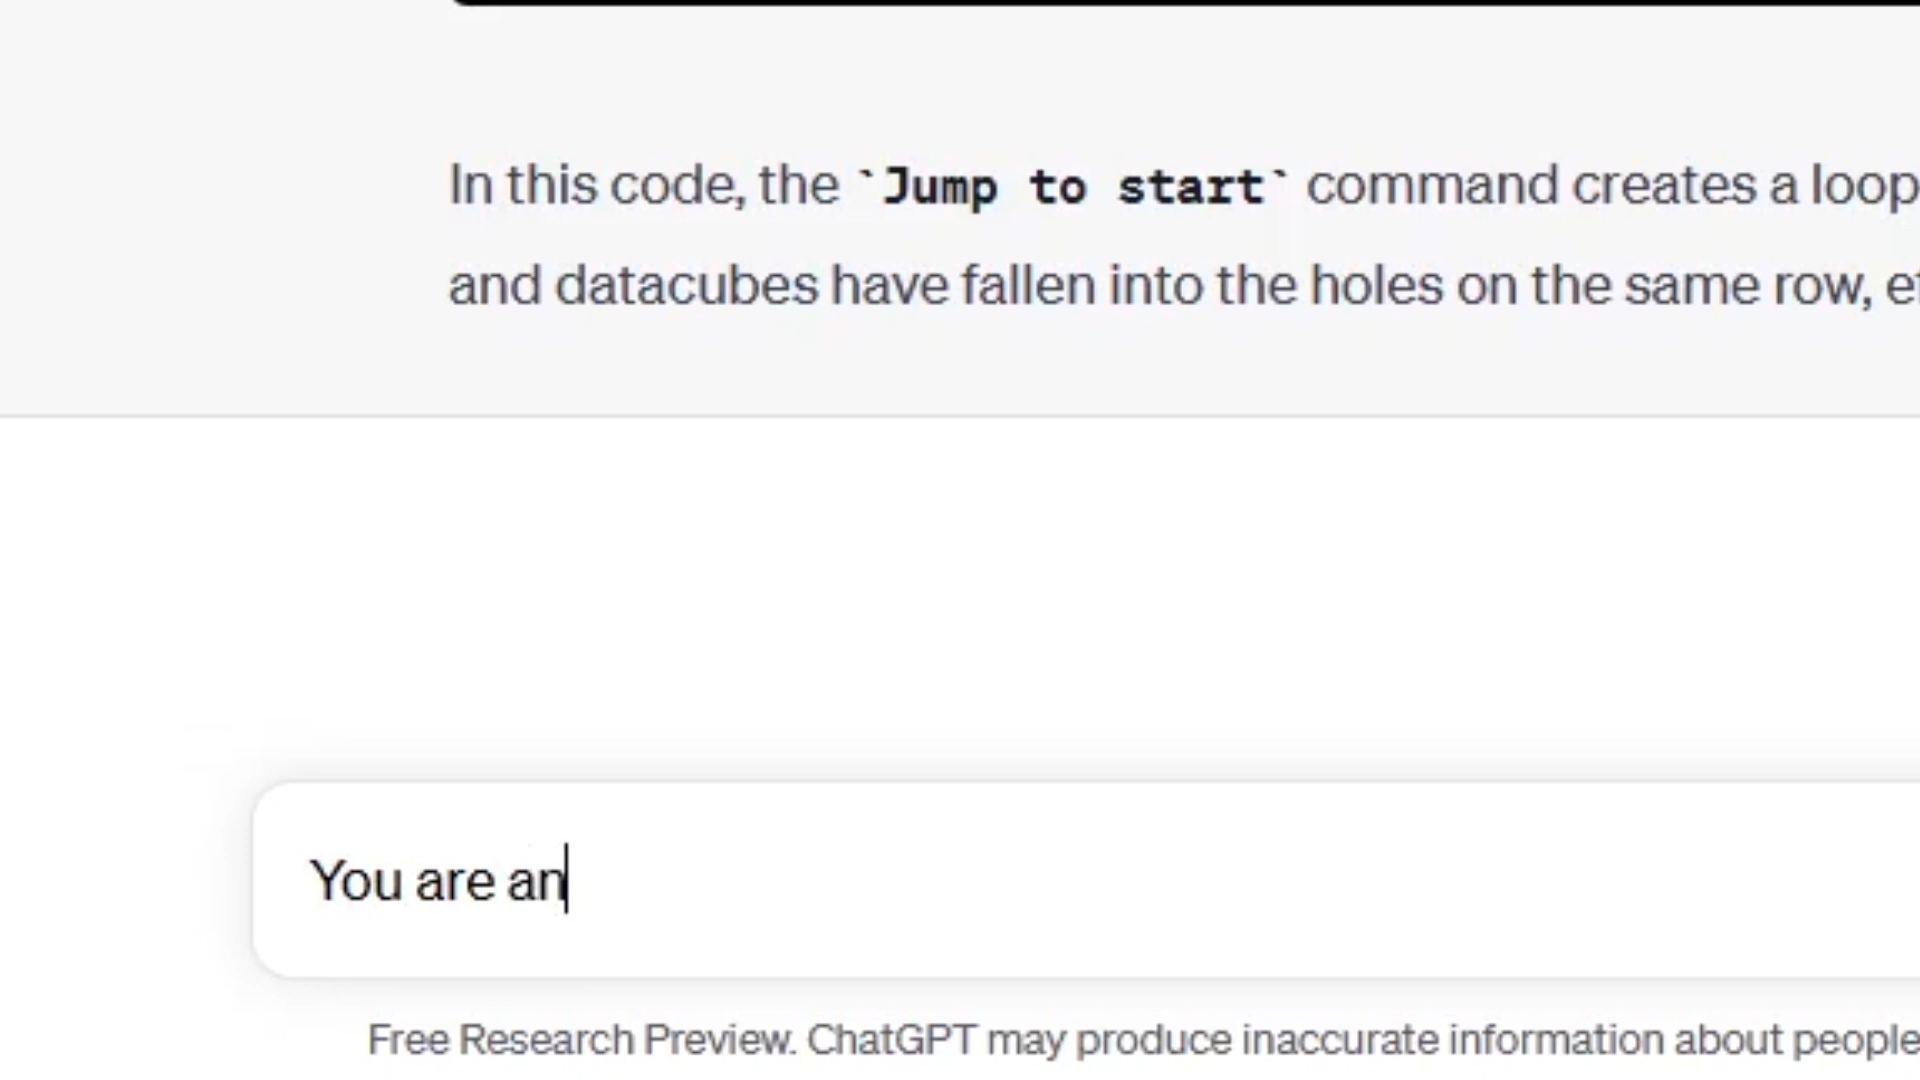 In this code, the `Jump to start` command creates a loop
and datacubes have fallen into the holes on the same row,
You are an
Free Research Preview. ChatGPT may produce inaccurate information about people